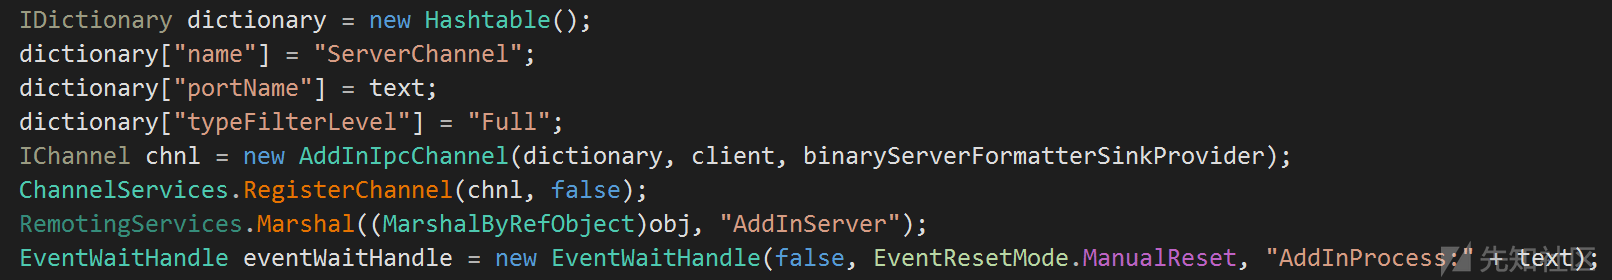 IDictionary dictionary = new Hashtable();
dictionary["name"] = "ServerChannel";
dictionary["portName"] = text;
dictionary["typeFilterLevel"] = "Full";
IChannel chnl = new AddInIpcChannel(dictionary, client, binaryServerFormatterSinkProvider);
ChannelServices.RegisterChannel(chnl, false);
RemotingServices.Marshal((MarshalByRefObject)obj, "AddInServer");
EventWaitHandle eventWaitHandle = new EventWaitHandle(false, EventResetMode.ManualReset, "AddInProcess:" + text);
先知社区